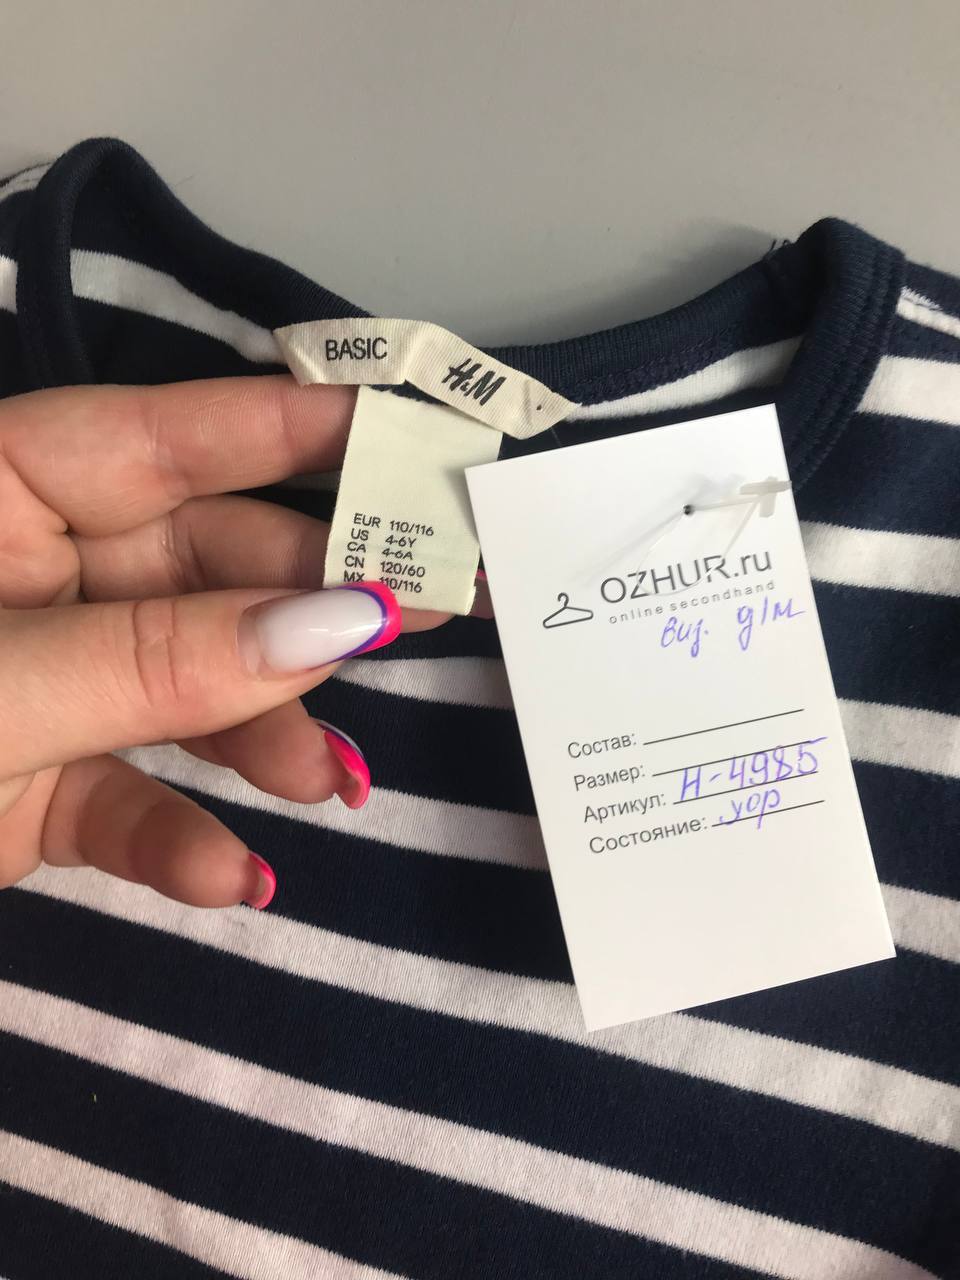 BASIC
H&M
EUR 110/116
US 4-6Y
CA 4-6A
CN 120/60
MX 110/116
OZHUR.ru
online secondhand
виз. д/м
Состав:
Размер:
Артикул: Н-4985
Состояние: хор